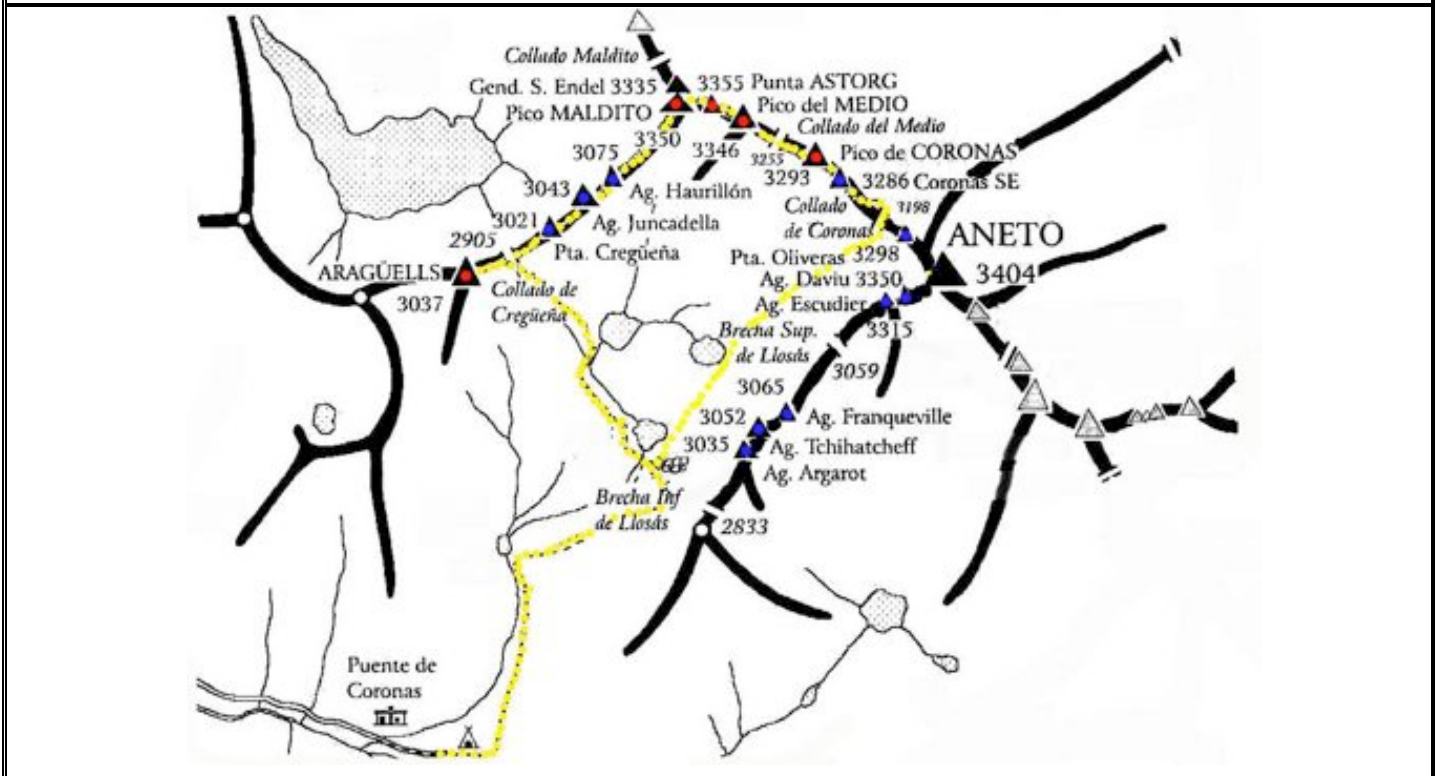 Collado Maldito
Gend. S. Endel 3335
3355 Punta ASTORG
Pico MALDITO
Pico del MEDIO
Collado del Medio
3350
3346
3255
Pico de CORONAS
3075
3293
3286 Coronas SE
3043
Ag. Haurillón
Collado
de Coronas
3198
3021
Ag. Juncadella
2905
Pta. Cregüeña
Pta. Oliveras 3298
ANETO
3404
ARAGÜELLS
3037
Collado de
Cregüeña
Ag. Daviu 3350
Ag. Escudier
3315
Brecha Sup.
de Llosás
3059
3065
Ag. Franqueville
3052
Ag. Tchihatcheff
3035
Ag. Argarot
Brecha Inf
de Llosás
2833
Puente de
Coronas